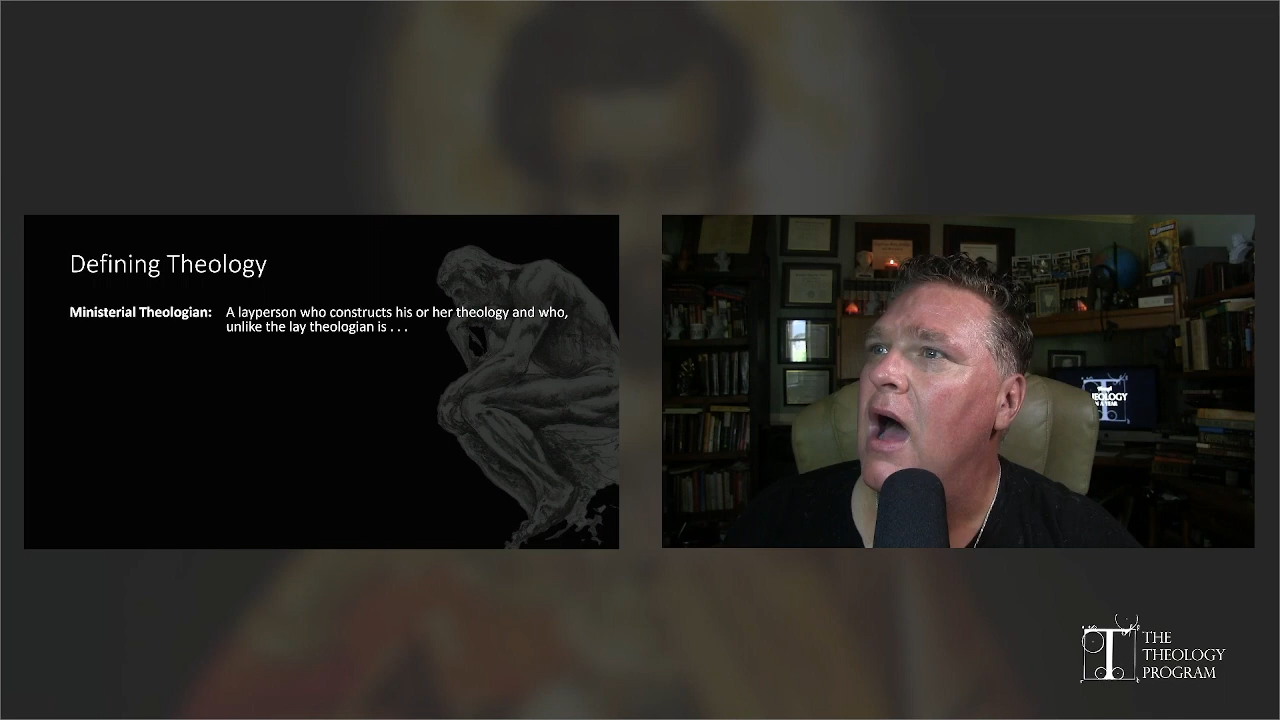 Defining Theology
Ministerial Theologian: A layperson who constructs his or her theology and who,
unlike the lay theologian is . . .
THE
THEOLOGY
PROGRAM